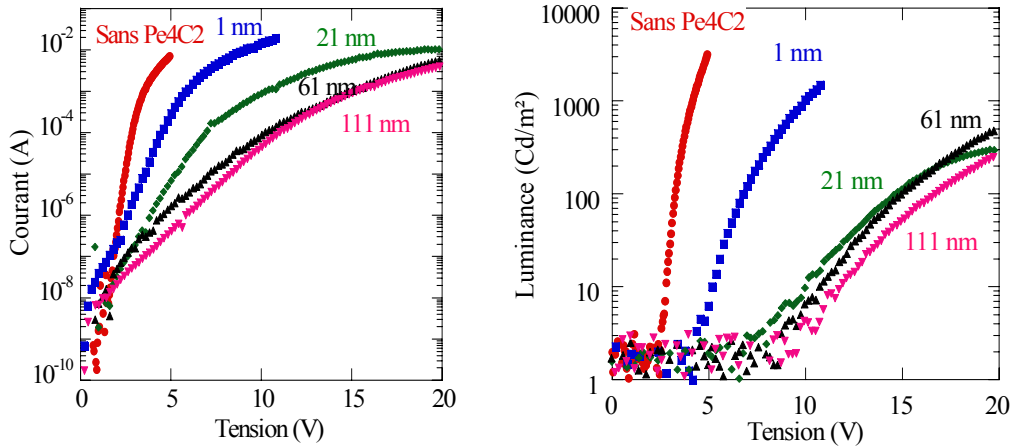 Sans Pe4C2
1 nm
21 nm
61 nm
111 nm
Courant (A)
10⁻²
10⁻⁴
10⁻⁶
10⁻⁸
10⁻¹⁰
0 5 10 15 20
Tension (V)
Sans Pe4C2
1 nm
61 nm
21 nm
111 nm
Luminance (Cd/m²)
10000
1000
100
10
1
0 5 10 15 20
Tension (V)